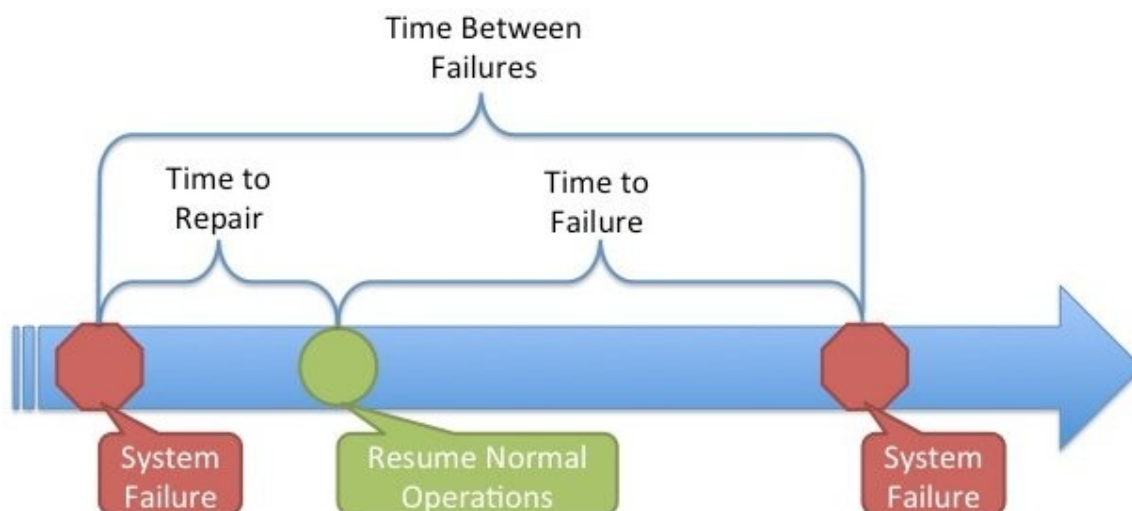 Time Between
Failures
Time to
Repair
Time to
Failure
System
Failure
Resume Normal
Operations
System
Failure